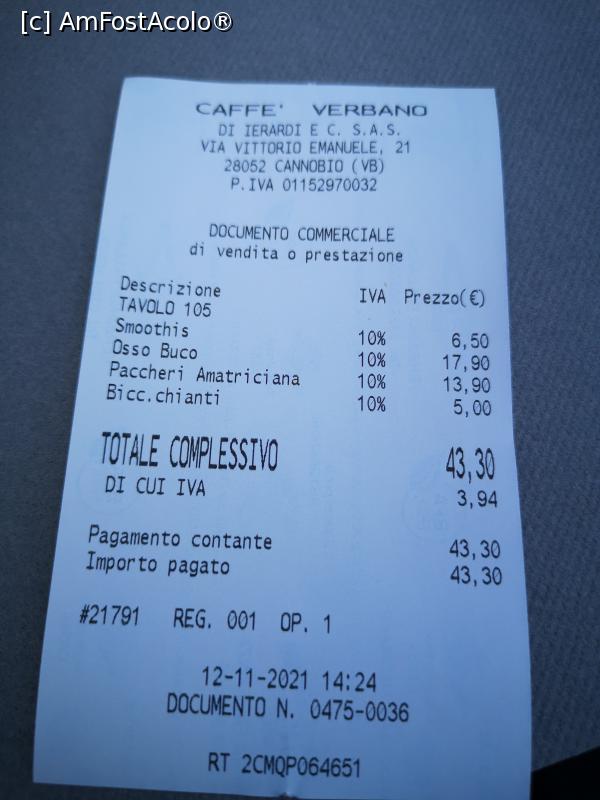 [c] AmFostAcolo®
CAFFE' VERBANO
DI IERARDI E C. S.A.S.
VIA VITTORIO EMANUELE, 21
28052 CANNOBIO (VB)
P.IVA 01152970032
DOCUMENTO COMMERCIALE
di vendita o prestazione
Descrizione IVA Prezzo(€)
TAVOLO 105
Smoothis 10% 6,50
Osso Buco 10% 17,90
Paccheri Amatriciana 10% 13,90
Bicc.chianti 10% 5,00
TOTALE COMPLESSIVO 43,30
DI CUI IVA 3,94
Pagamento contante 43,30
Importo pagato 43,30
#21791 REG. 001 OP. 1
12-11-2021 14:24
DOCUMENTO N. 0475-0036
RT 2CMQP064651